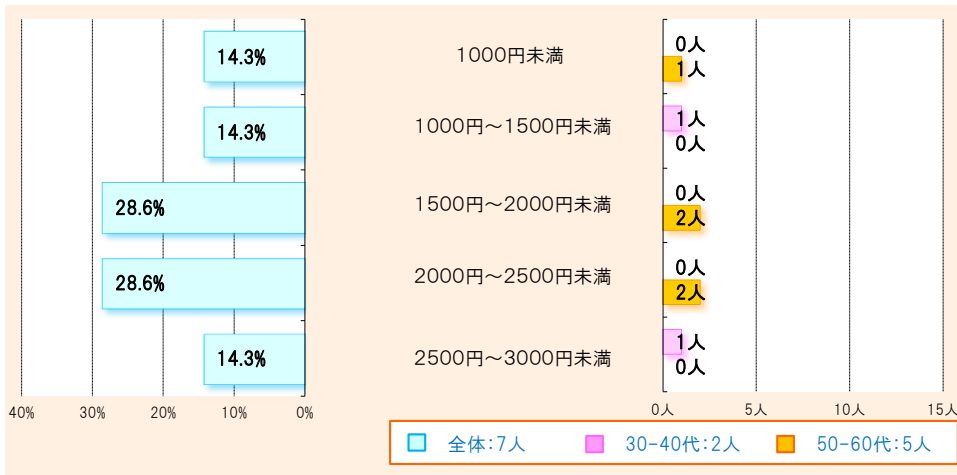 14.3%
1000円未満
0人
1人
14.3%
1000円～1500円未満
1人
0人
28.6%
1500円～2000円未満
0人
2人
28.6%
2000円～2500円未満
0人
2人
14.3%
2500円～3000円未満
1人
0人
40% 30% 20% 10% 0%
0人 5人 10人 15人
全体:7人 30-40代:2人 50-60代:5人